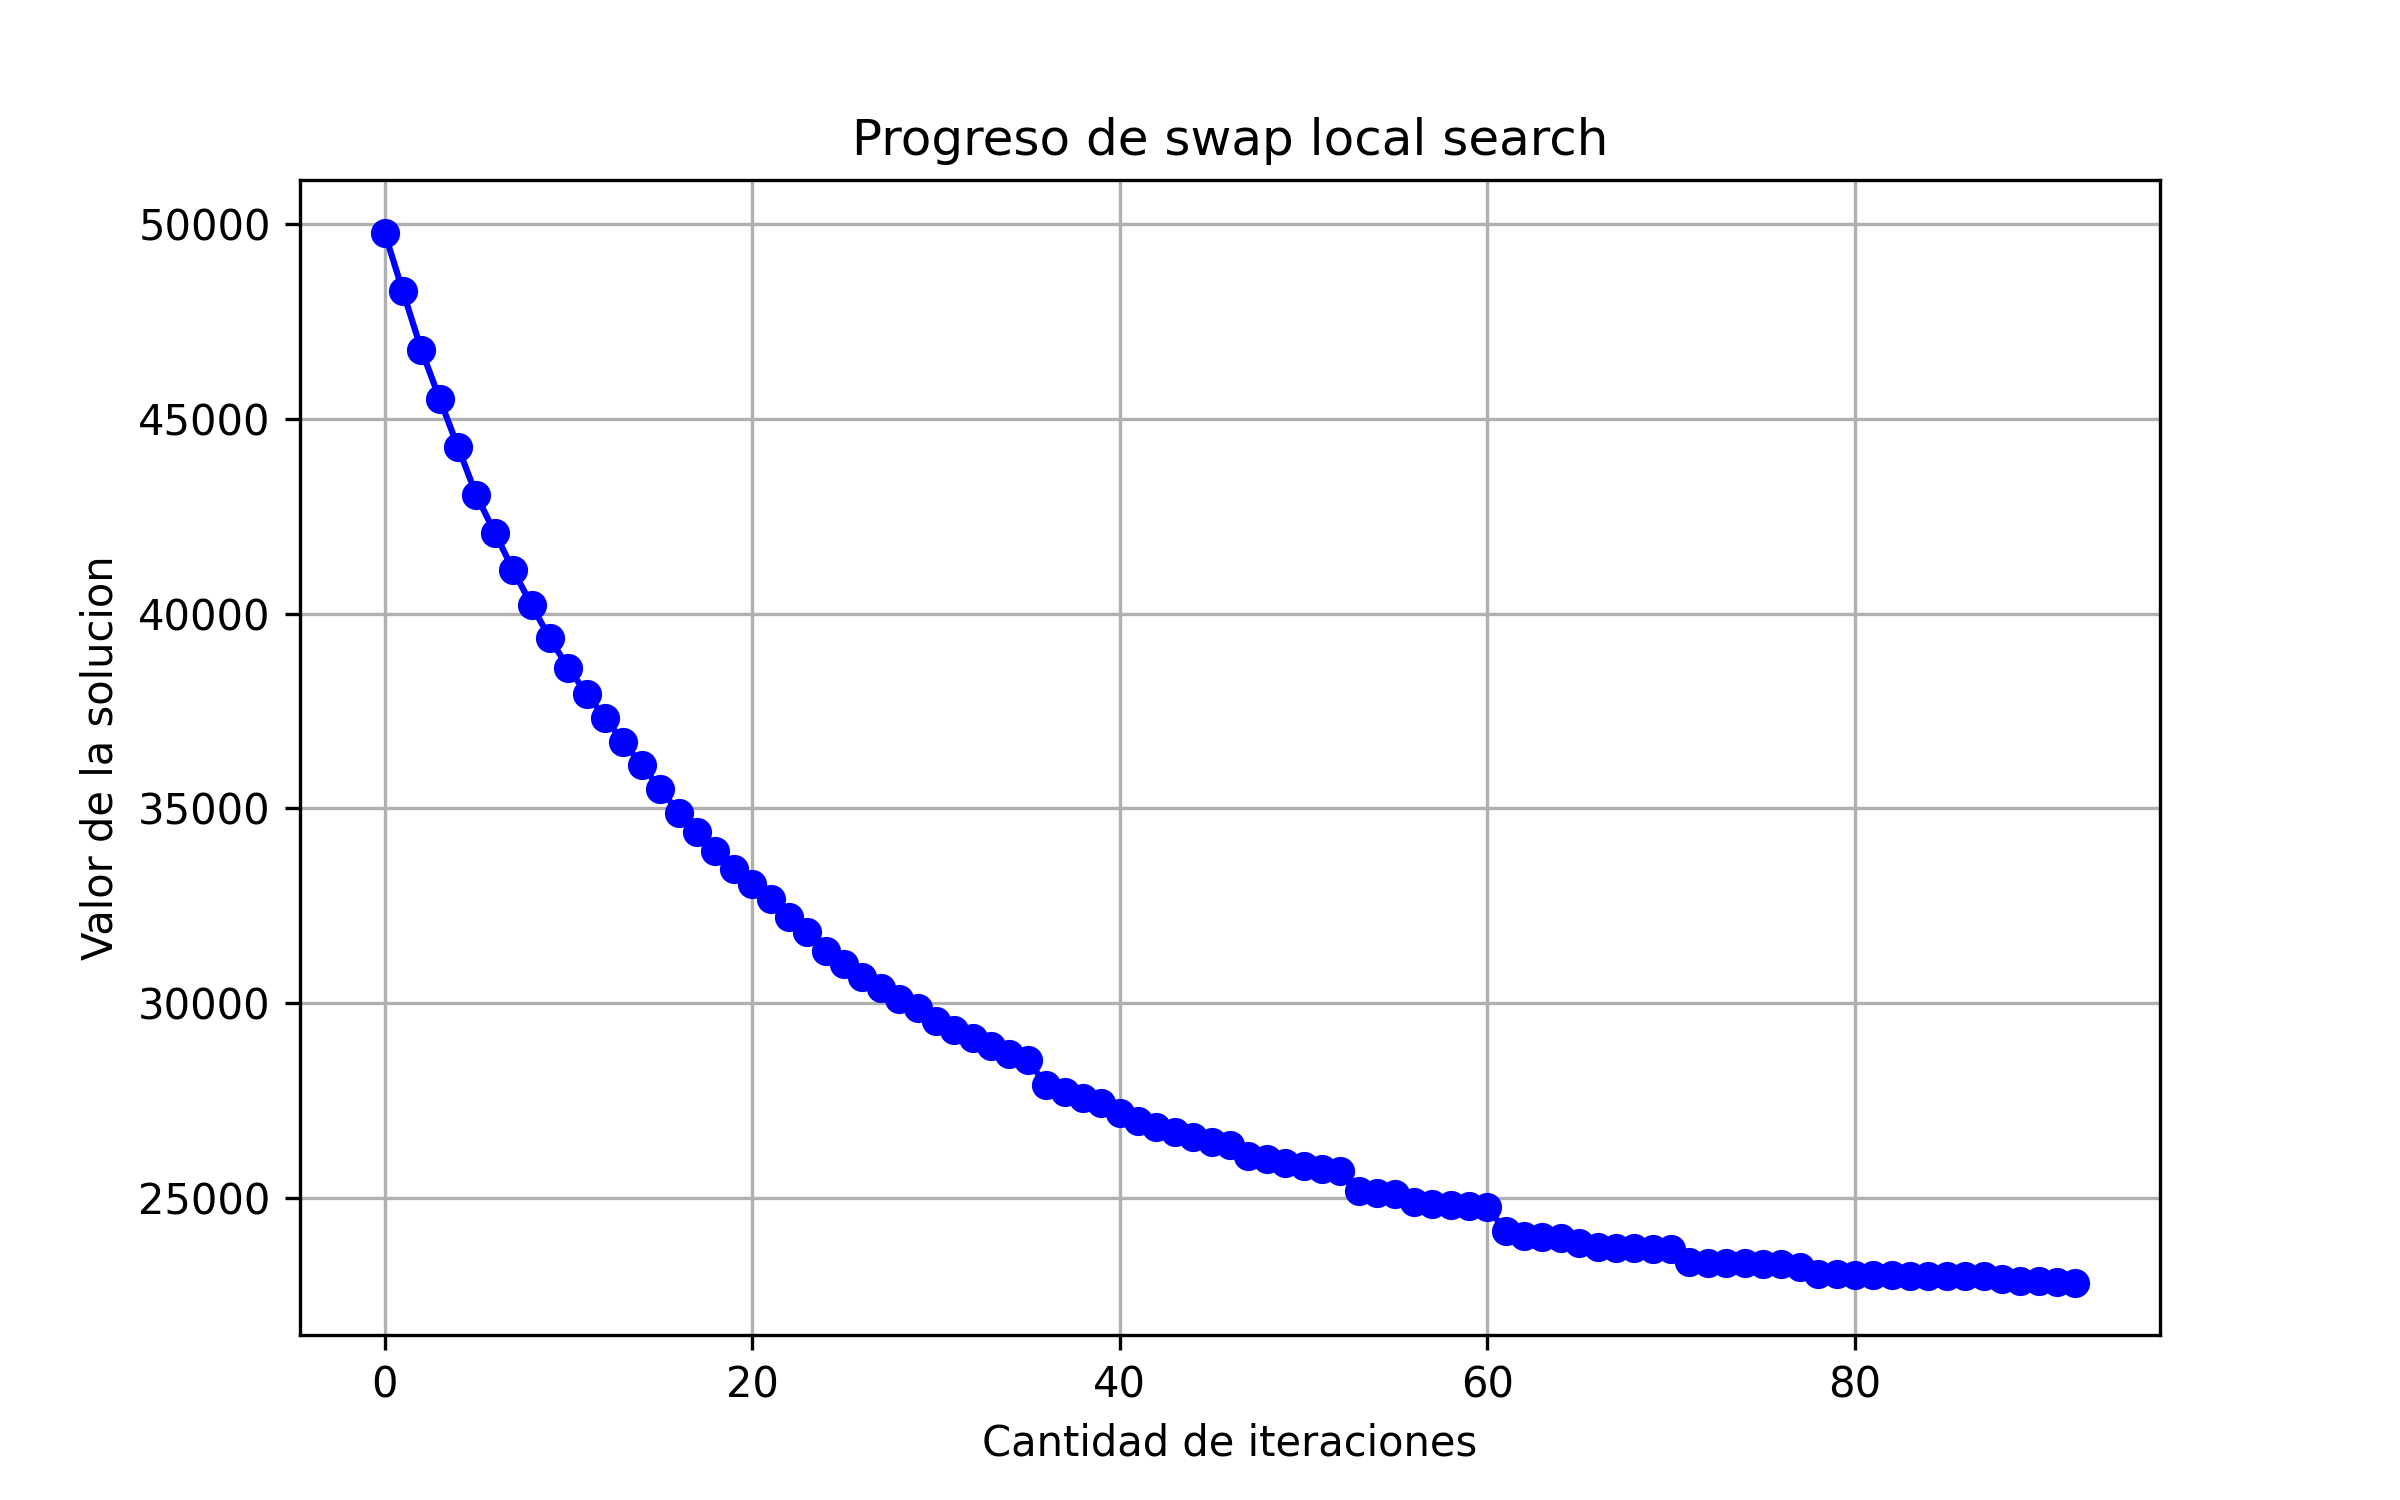 Progreso de swap local search
Valor de la solucion
50000
45000
40000
35000
30000
25000
0 20 40 60 80
Cantidad de iteraciones